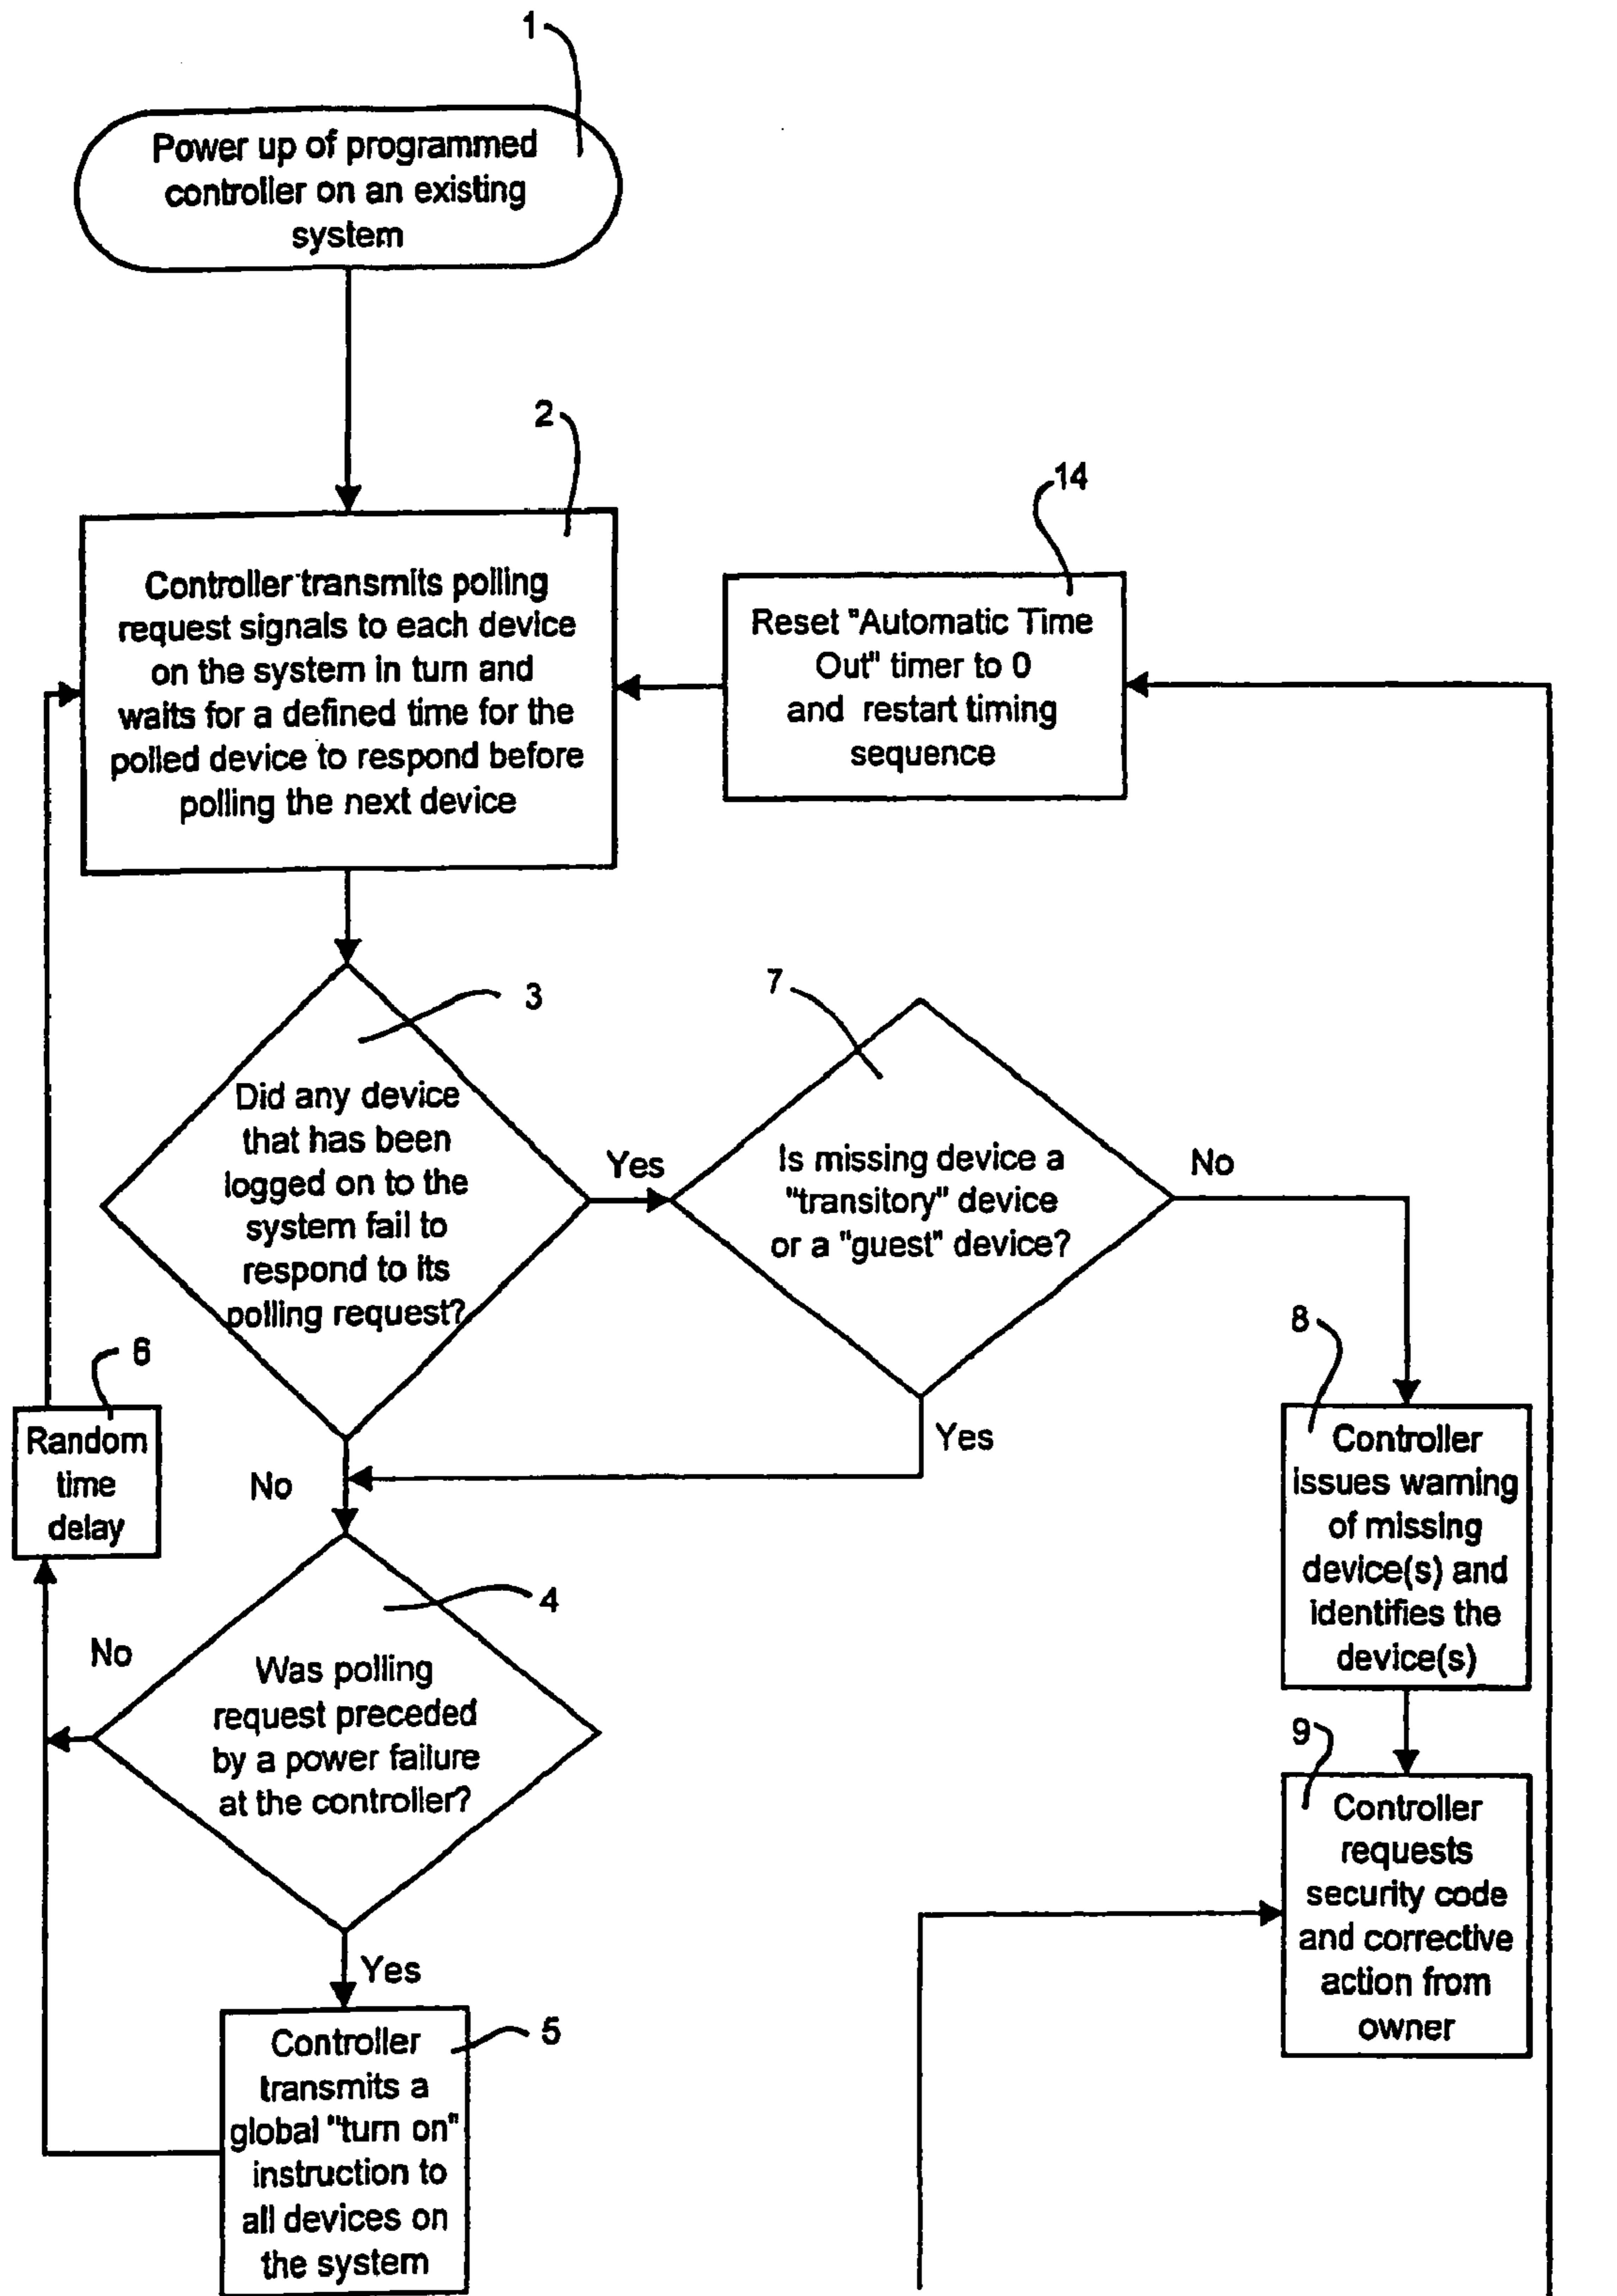 1
Power up of programmed
controller on an existing
system
2
Controller transmits polling
request signals to each device
on the system in turn and
waits for a defined time for the
polled device to respond before
polling the next device
14
Reset "Automatic Time
Out" timer to 0
and restart timing
sequence
3
Did any device
that has been
logged on to the
system fail to
respond to its
polling request?
Yes
7
Is missing device a
"transitory" device
or a "guest" device?
No
Yes
No
6
Random
time
delay
8
Controller
issues warning
of missing
device(s) and
identifies the
device(s)
4
Was polling
request preceded
by a power failure
at the controller?
No
Yes
9
Controller
requests
security code
and corrective
action from
owner
5
Controller
transmits a
global "turn on"
instruction to
all devices on
the system